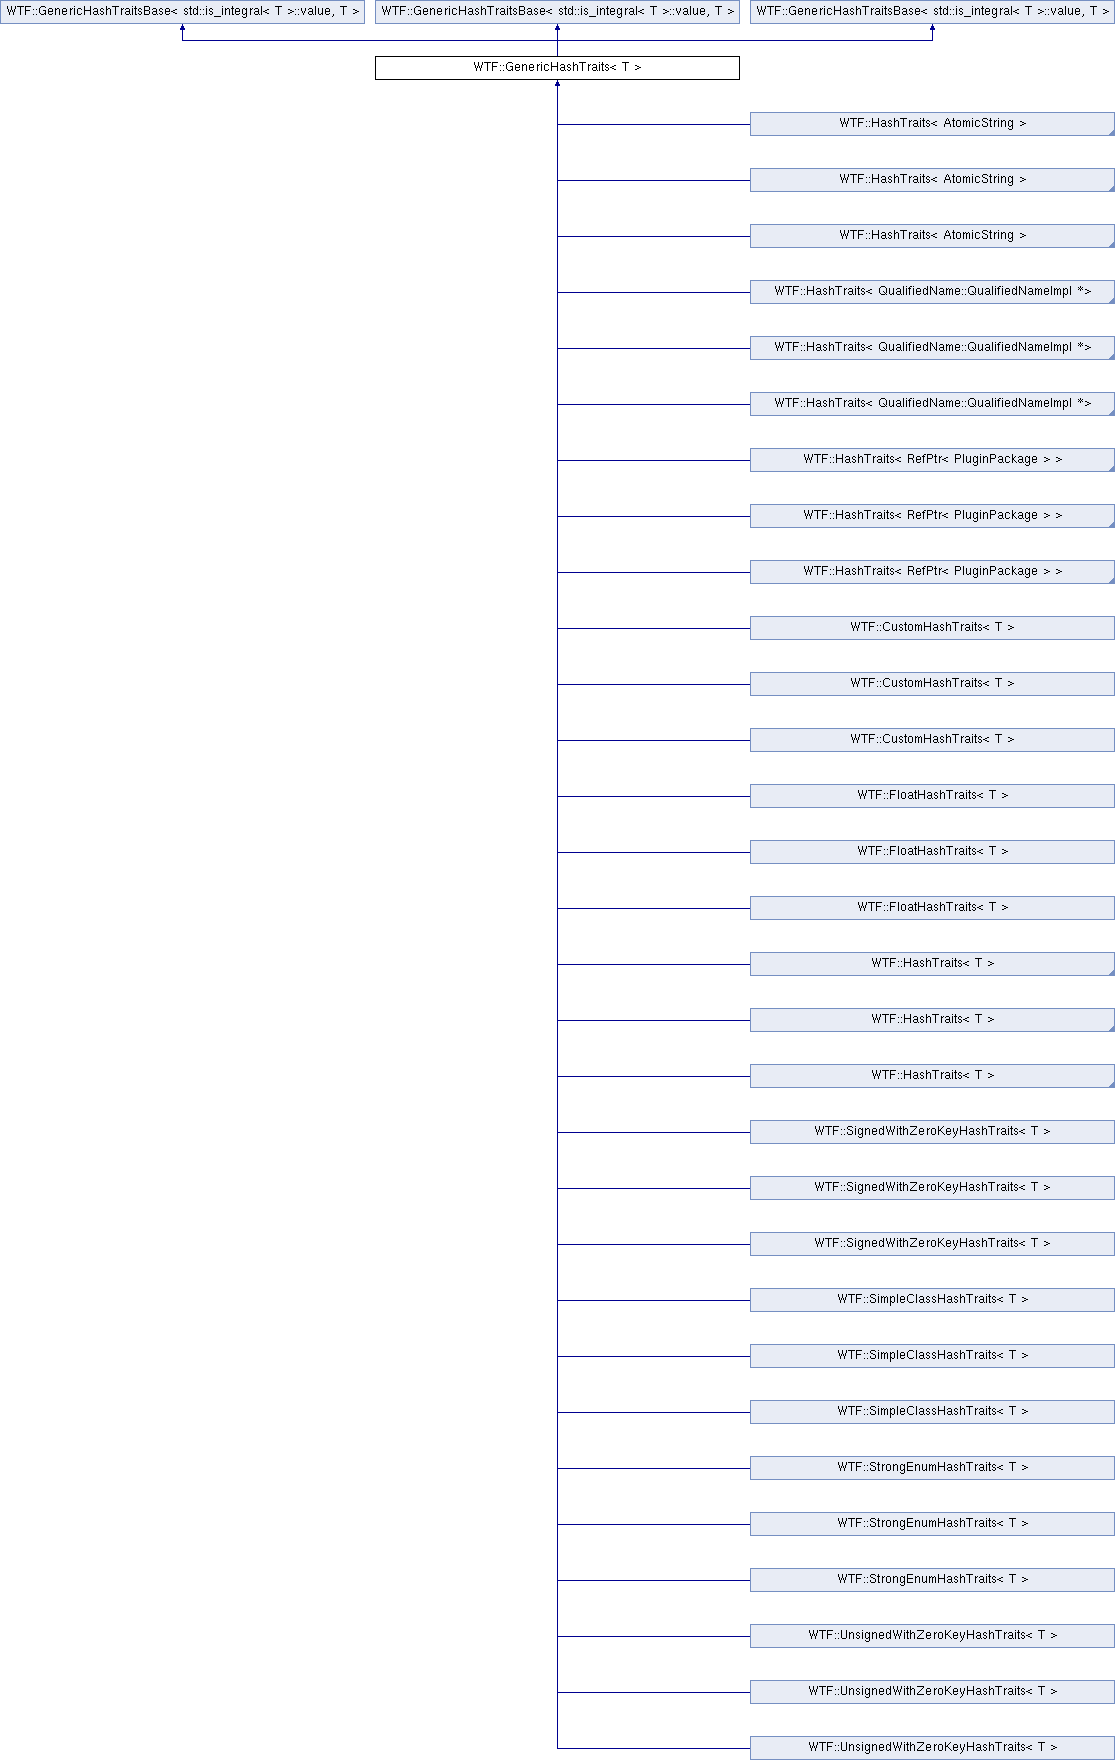 WTF::GenericHashTraitsBase< std::is_integral< T >::value, T >
WTF::GenericHashTraitsBase< std::is_integral< T >::value, T >
WTF::GenericHashTraitsBase< std::is_integral< T >::value, T >
WTF::GenericHashTraits< T >
WTF::HashTraits< AtomicString >
WTF::HashTraits< AtomicString >
WTF::HashTraits< AtomicString >
WTF::HashTraits< QualifiedName::QualifiedNameImpl *>
WTF::HashTraits< QualifiedName::QualifiedNameImpl *>
WTF::HashTraits< QualifiedName::QualifiedNameImpl *>
WTF::HashTraits< RefPtr< PluginPackage > >
WTF::HashTraits< RefPtr< PluginPackage > >
WTF::HashTraits< RefPtr< PluginPackage > >
WTF::CustomHashTraits< T >
WTF::CustomHashTraits< T >
WTF::CustomHashTraits< T >
WTF::FloatHashTraits< T >
WTF::FloatHashTraits< T >
WTF::FloatHashTraits< T >
WTF::HashTraits< T >
WTF::HashTraits< T >
WTF::HashTraits< T >
WTF::SignedWithZeroKeyHashTraits< T >
WTF::SignedWithZeroKeyHashTraits< T >
WTF::SignedWithZeroKeyHashTraits< T >
WTF::SimpleClassHashTraits< T >
WTF::SimpleClassHashTraits< T >
WTF::SimpleClassHashTraits< T >
WTF::StrongEnumHashTraits< T >
WTF::StrongEnumHashTraits< T >
WTF::StrongEnumHashTraits< T >
WTF::UnsignedWithZeroKeyHashTraits< T >
WTF::UnsignedWithZeroKeyHashTraits< T >
WTF::UnsignedWithZeroKeyHashTraits< T >